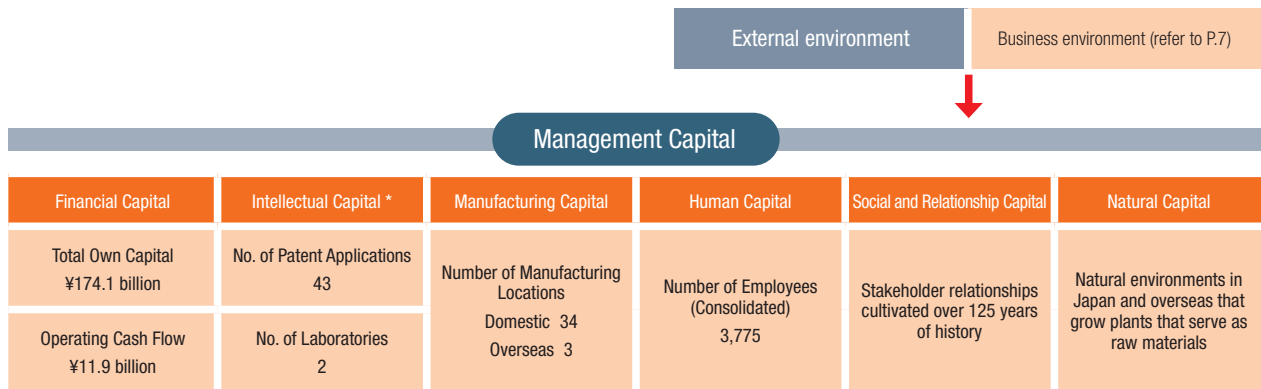 External environment
Business environment (refer to P.7)
Management Capital
Financial Capital
Total Own Capital
¥174.1 billion
Operating Cash Flow
¥11.9 billion
Intellectual Capital *
No. of Patent Applications
43
No. of Laboratories
2
Manufacturing Capital
Number of Manufacturing
Locations
Domestic 34
Overseas 3
Human Capital
Number of Employees
(Consolidated)
3,775
Social and Relationship Capital
Stakeholder relationships
cultivated over 125 years
of history
Natural Capital
Natural environments in
Japan and overseas that
grow plants that serve as
raw materials